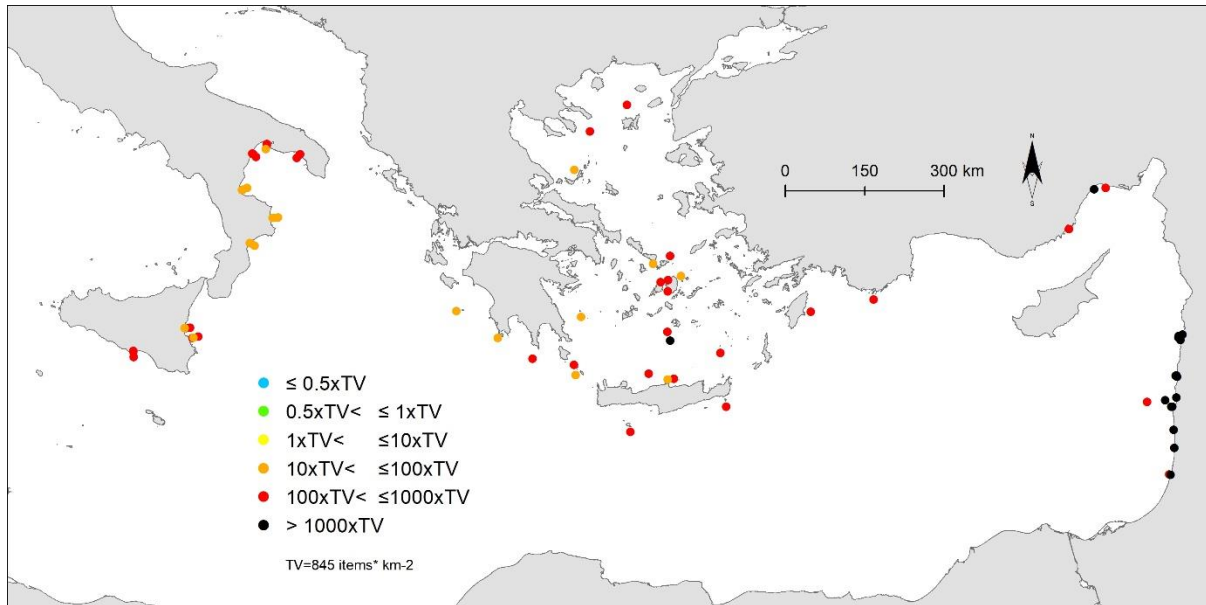 N
0 150 300 km
S
≤ 0.5xTV
0.5xTV< ≤ 1xTV
1xTV< ≤10xTV
10xTV< ≤100xTV
100xTV< ≤1000xTV
> 1000xTV
TV=845 items* km-2